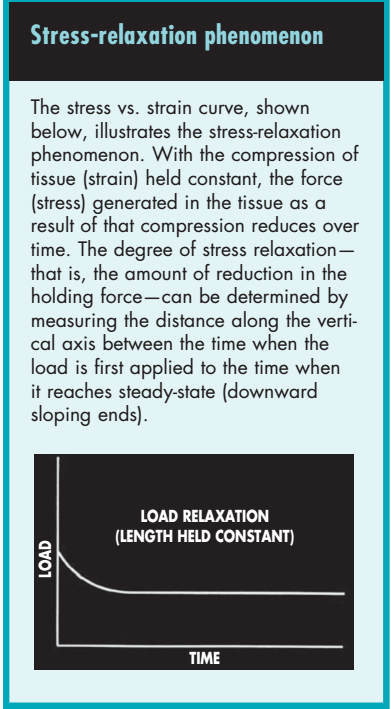 Stress-relaxation phenomenon
The stress vs. strain curve, shown
below, illustrates the stress-relaxation
phenomenon. With the compression of
tissue (strain) held constant, the force
(stress) generated in the tissue as a
result of that compression reduces over
time. The degree of stress relaxation—
that is, the amount of reduction in the
holding force—can be determined by
measuring the distance along the verti-
cal axis between the time when the
load is first applied to the time when
it reaches steady-state (downward
sloping ends).
LOAD RELAXATION
(LENGTH HELD CONSTANT)
LOAD
TIME